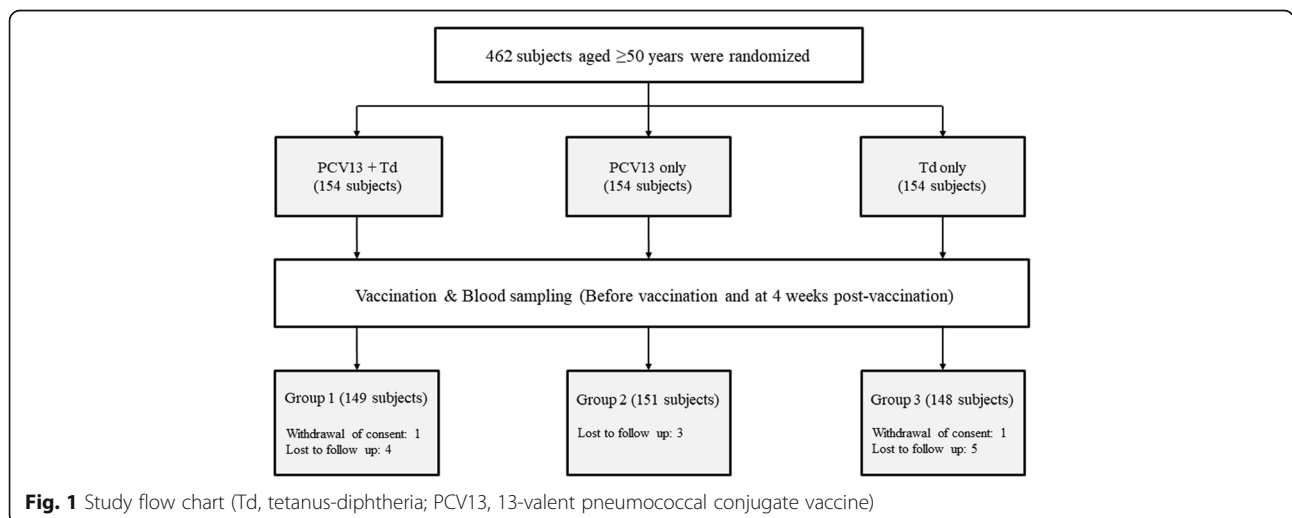 462 subjects aged ≥50 years were randomized
PCV13 + Td
(154 subjects)
PCV13 only
(154 subjects)
Td only
(154 subjects)
Vaccination & Blood sampling (Before vaccination and at 4 weeks post-vaccination)
Group 1 (149 subjects)
Withdrawal of consent: 1
Lost to follow up: 4
Group 2 (151 subjects)
Lost to follow up: 3
Group 3 (148 subjects)
Withdrawal of consent: 1
Lost to follow up: 5
Fig. 1 Study flow chart (Td, tetanus-diphtheria; PCV13, 13-valent pneumococcal conjugate vaccine)